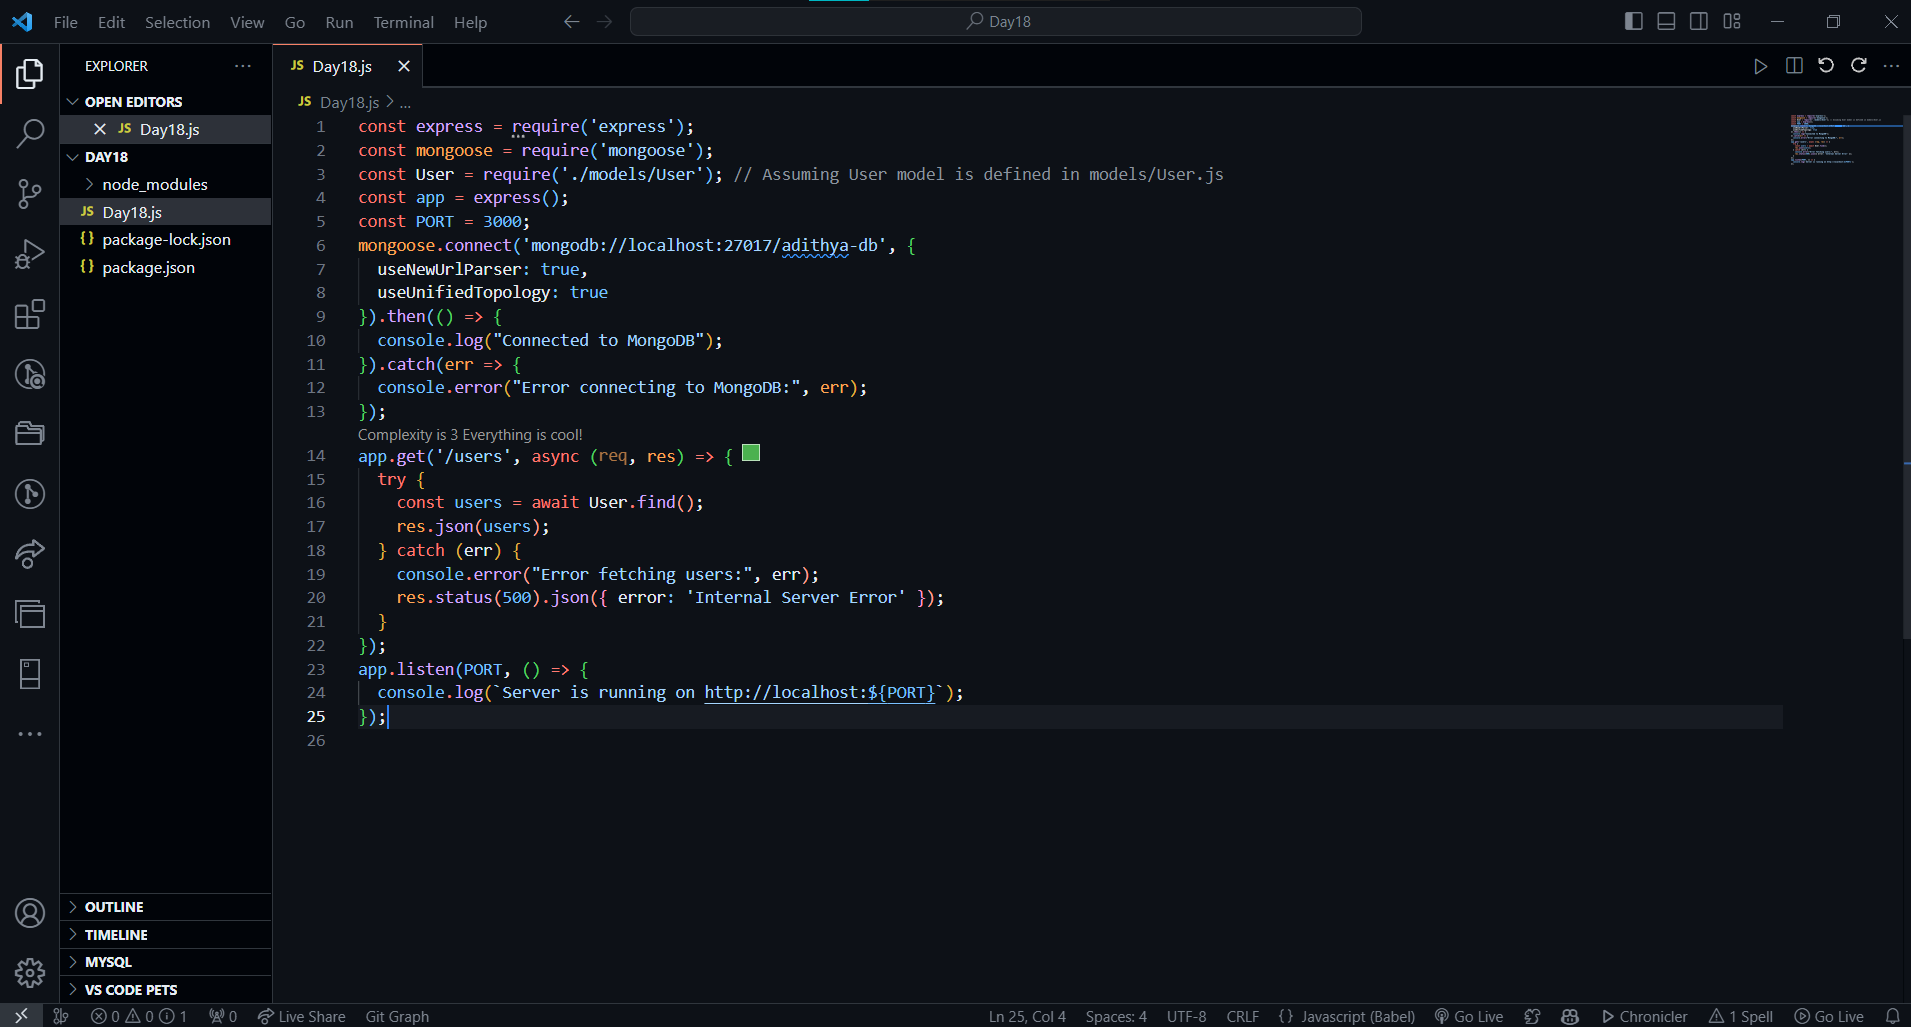 File Edit Selection View Go Run Terminal Help
Day18
EXPLORER
OPEN EDITORS
JS Day18.js
DAY18
node_modules
JS Day18.js
{} package-lock.json
{} package.json
OUTLINE
TIMELINE
MYSQL
VS CODE PETS
JS Day18.js
JS Day18.js > ...
1 const express = require('express');
2 const mongoose = require('mongoose');
3 const User = require('./models/User'); // Assuming User model is defined in models/User.js
4 const app = express();
5 const PORT = 3000;
6 mongoose.connect('mongodb://localhost:27017/adithya-db', {
7   useNewUrlParser: true,
8   useUnifiedTopology: true
9 }).then(() => {
10   console.log("Connected to MongoDB");
11 }).catch(err => {
12   console.error("Error connecting to MongoDB:", err);
13 });
Complexity is 3 Everything is cool!
14 app.get('/users', async (req, res) => {
15   try {
16     const users = await User.find();
17     res.json(users);
18   } catch (err) {
19     console.error("Error fetching users:", err);
20     res.status(500).json({ error: 'Internal Server Error' });
21   }
22 });
23 app.listen(PORT, () => {
24   console.log(`Server is running on http://localhost:${PORT}`);
25 });
26
0 0 1 0 Live Share Git Graph Ln 25, Col 4 Spaces: 4 UTF-8 CRLF {} Javascript (Babel) Go Live Chronicler 1 Spell Go Live